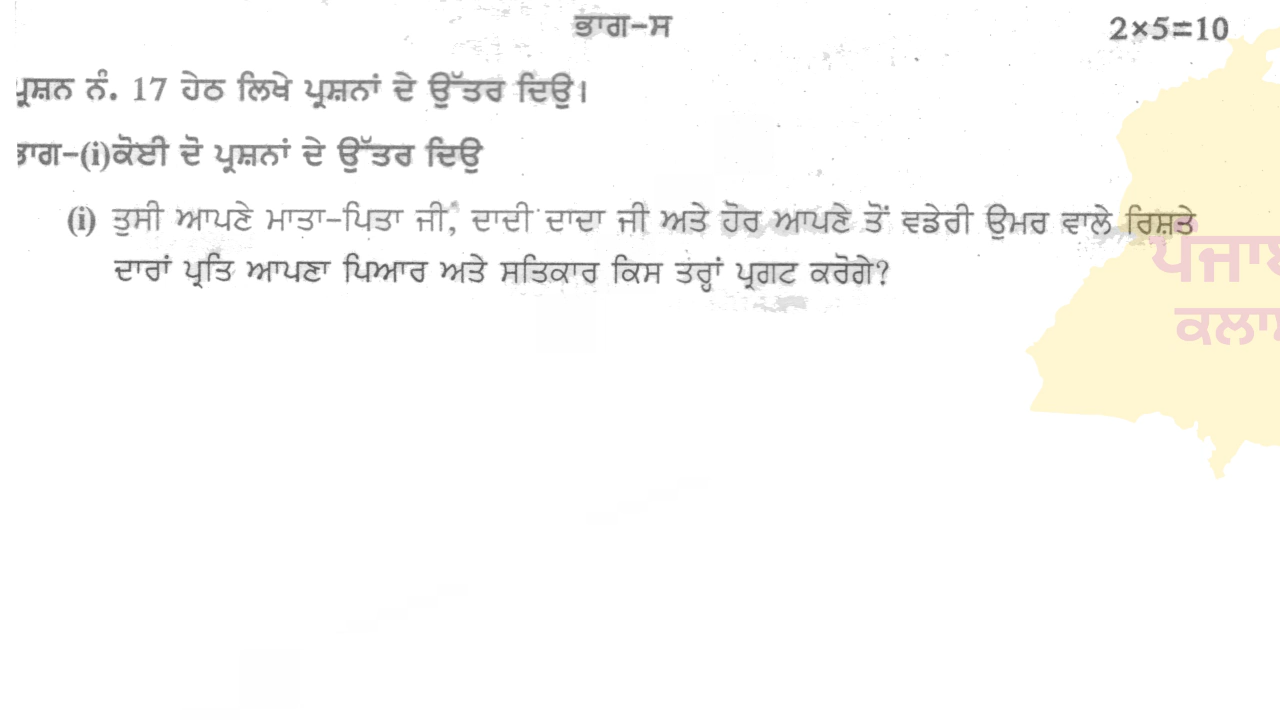 ਭਾਗ-ਸ 2×5=10
ਪ੍ਰਸ਼ਨ ਨੰ. 17 ਹੇਠ ਲਿਖੇ ਪ੍ਰਸ਼ਨਾਂ ਦੇ ਉੱਤਰ ਦਿਉ।
ਭਾਗ-(i)ਕੋਈ ਦੋ ਪ੍ਰਸ਼ਨਾਂ ਦੇ ਉੱਤਰ ਦਿਉ
(i) ਤੁਸੀ ਆਪਣੇ ਮਾਤਾ-ਪਿਤਾ ਜੀ, ਦਾਦੀ ਦਾਦਾ ਜੀ ਅਤੇ ਹੋਰ ਆਪਣੇ ਤੋਂ ਵਡੇਰੀ ਉਮਰ ਵਾਲੇ ਰਿਸ਼ਤੇ
ਦਾਰਾਂ ਪ੍ਰਤਿ ਆਪਣਾ ਪਿਆਰ ਅਤੇ ਸਤਿਕਾਰ ਕਿਸ ਤਰ੍ਹਾਂ ਪ੍ਰਗਟ ਕਰੋਗੇ?